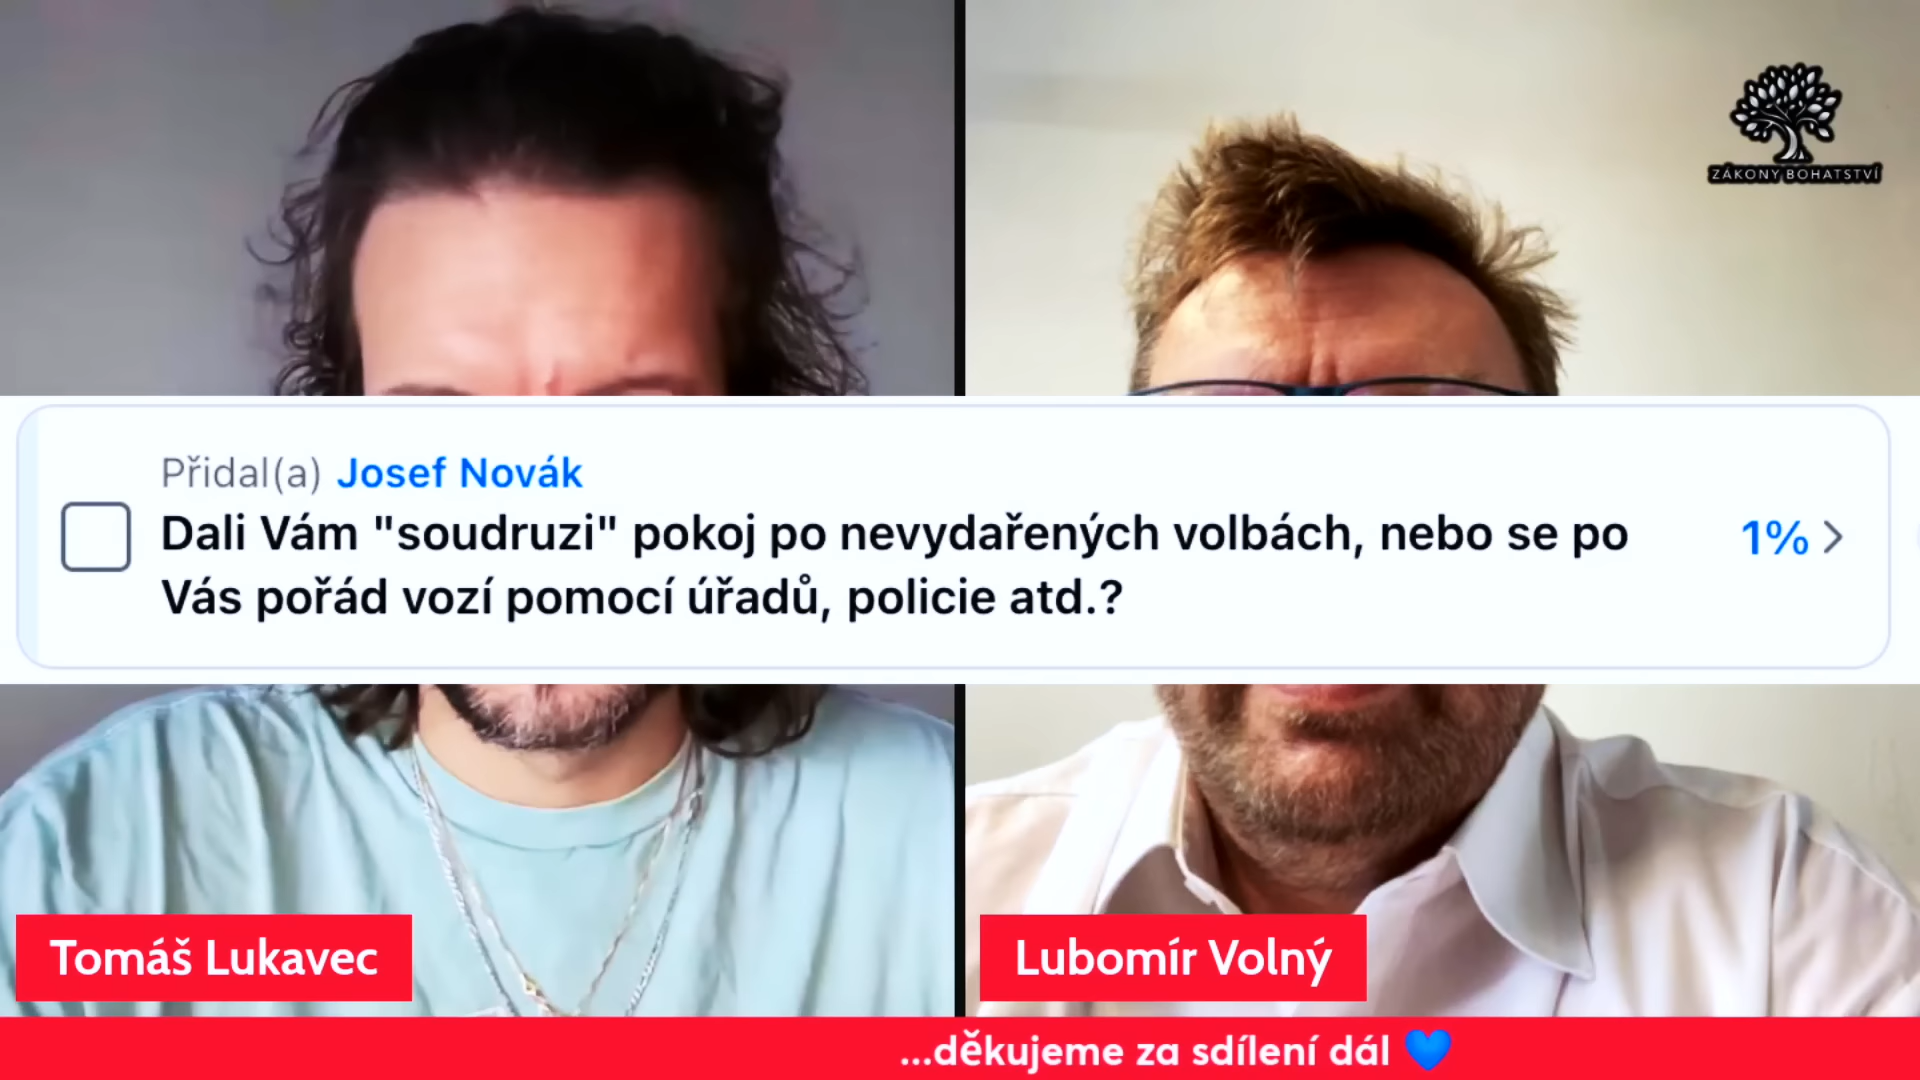 ZÁKONY BOHATSTVÍ
Přidal(a) Josef Novák
Dali Vám "soudruzi" pokoj po nevydařených volbách, nebo se po
Vás pořád vozí pomocí úřadů, policie atd.?
1%
Tomáš Lukavec
Lubomír Volný
...děkujeme za sdílení dál 💙